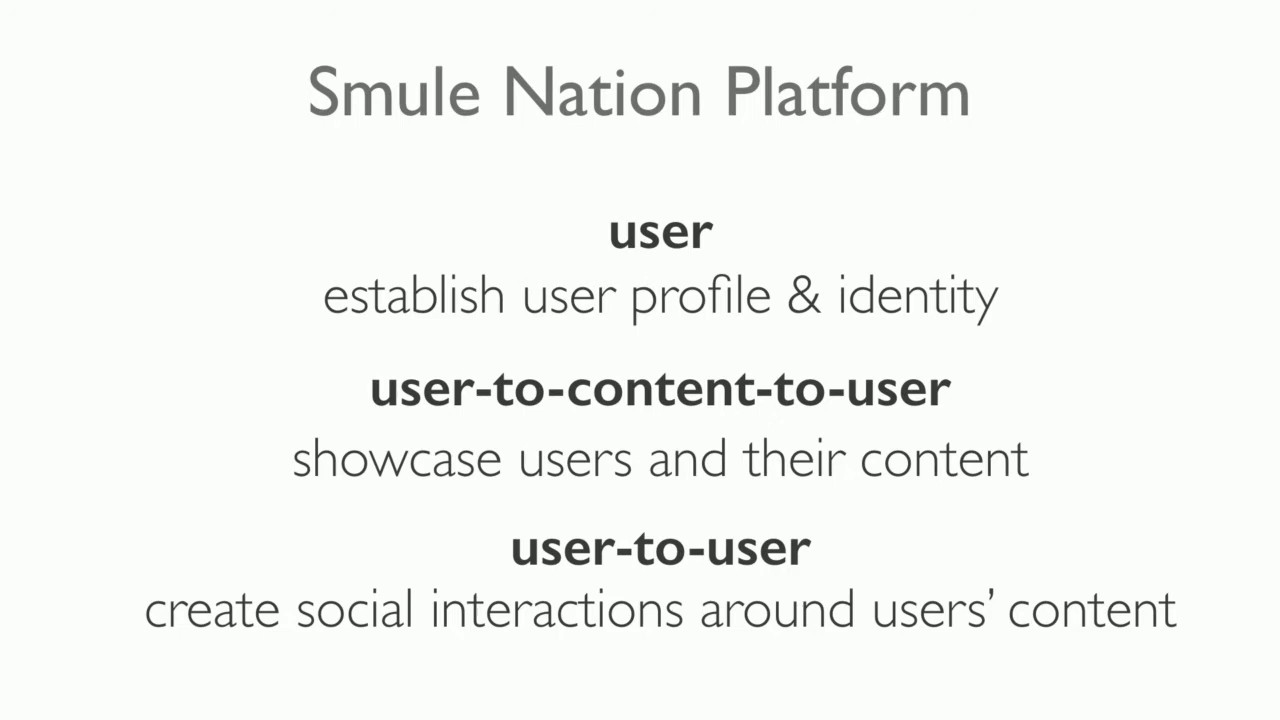 Smule Nation Platform
user
establish user profile & identity
user-to-content-to-user
showcase users and their content
user-to-user
create social interactions around users’ content